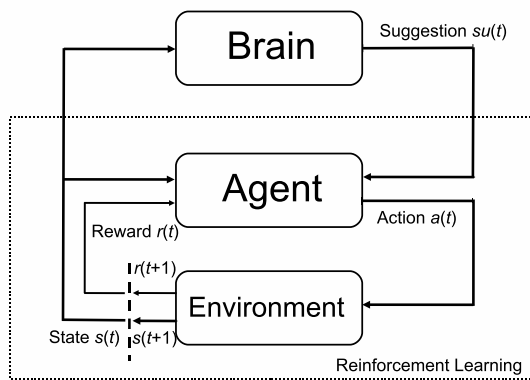 Brain
Suggestion su(t)
Agent
Action a(t)
Reward r(t)
r(t+1)
Environment
State s(t)
s(t+1)
Reinforcement Learning